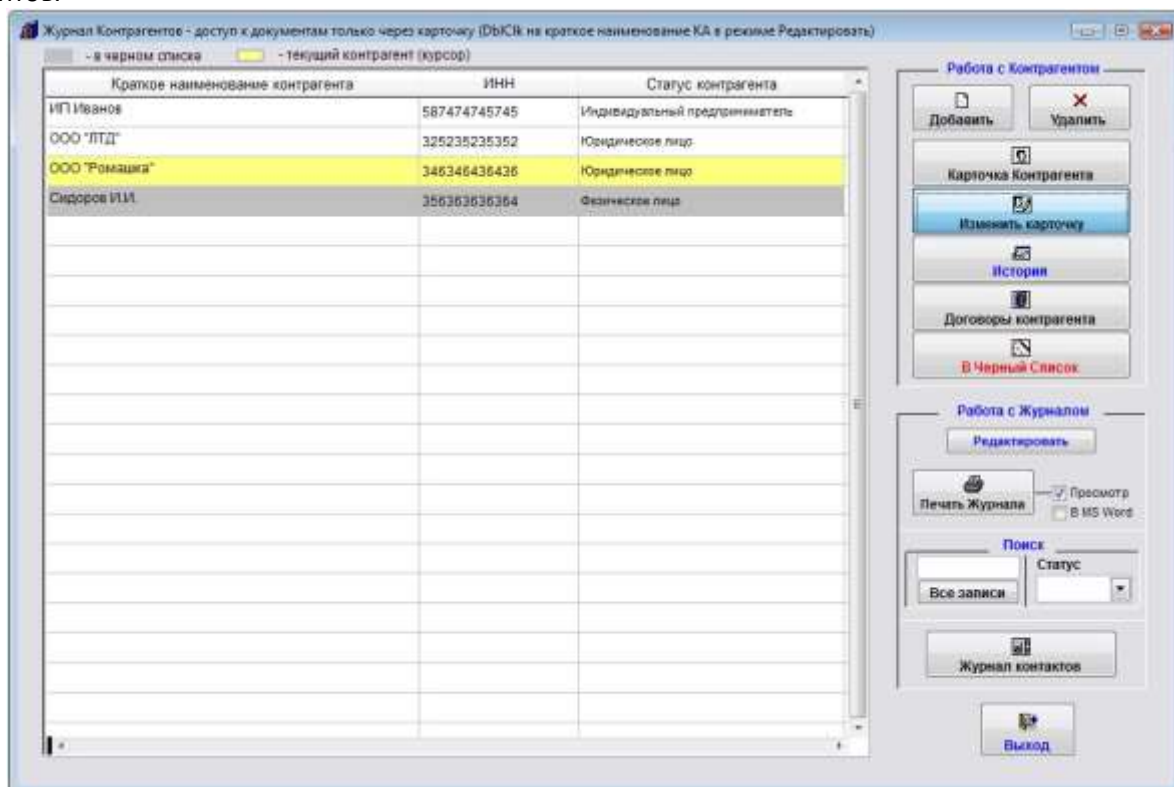 Журнал Контрагентов - доступ к документам только через карточку (DblClk на краткое наименование КА в режиме Редактировать)
- в черном списке - текущий контрагент (курсор)
Краткое наименование контрагента ИНН Статус контрагента
ИП Иванов 587474745745 Индивидуальный предприниматель
ООО "ЛТД" 325235235352 Юридическое лицо
ООО "Ромашка" 346346436436 Юридическое лицо
Сидоров И.И. 356363636364 Физическое лицо
Работа с Контрагентом
Добавить Удалить
Карточка Контрагента
Изменить карточку
История
Договоры контрагента
В Черный Список
Работа с Журналом
Редактировать
Печать Журнала Просмотр
В MS Word
Поиск
Статус
Все записи
Журнал контактов
Выход